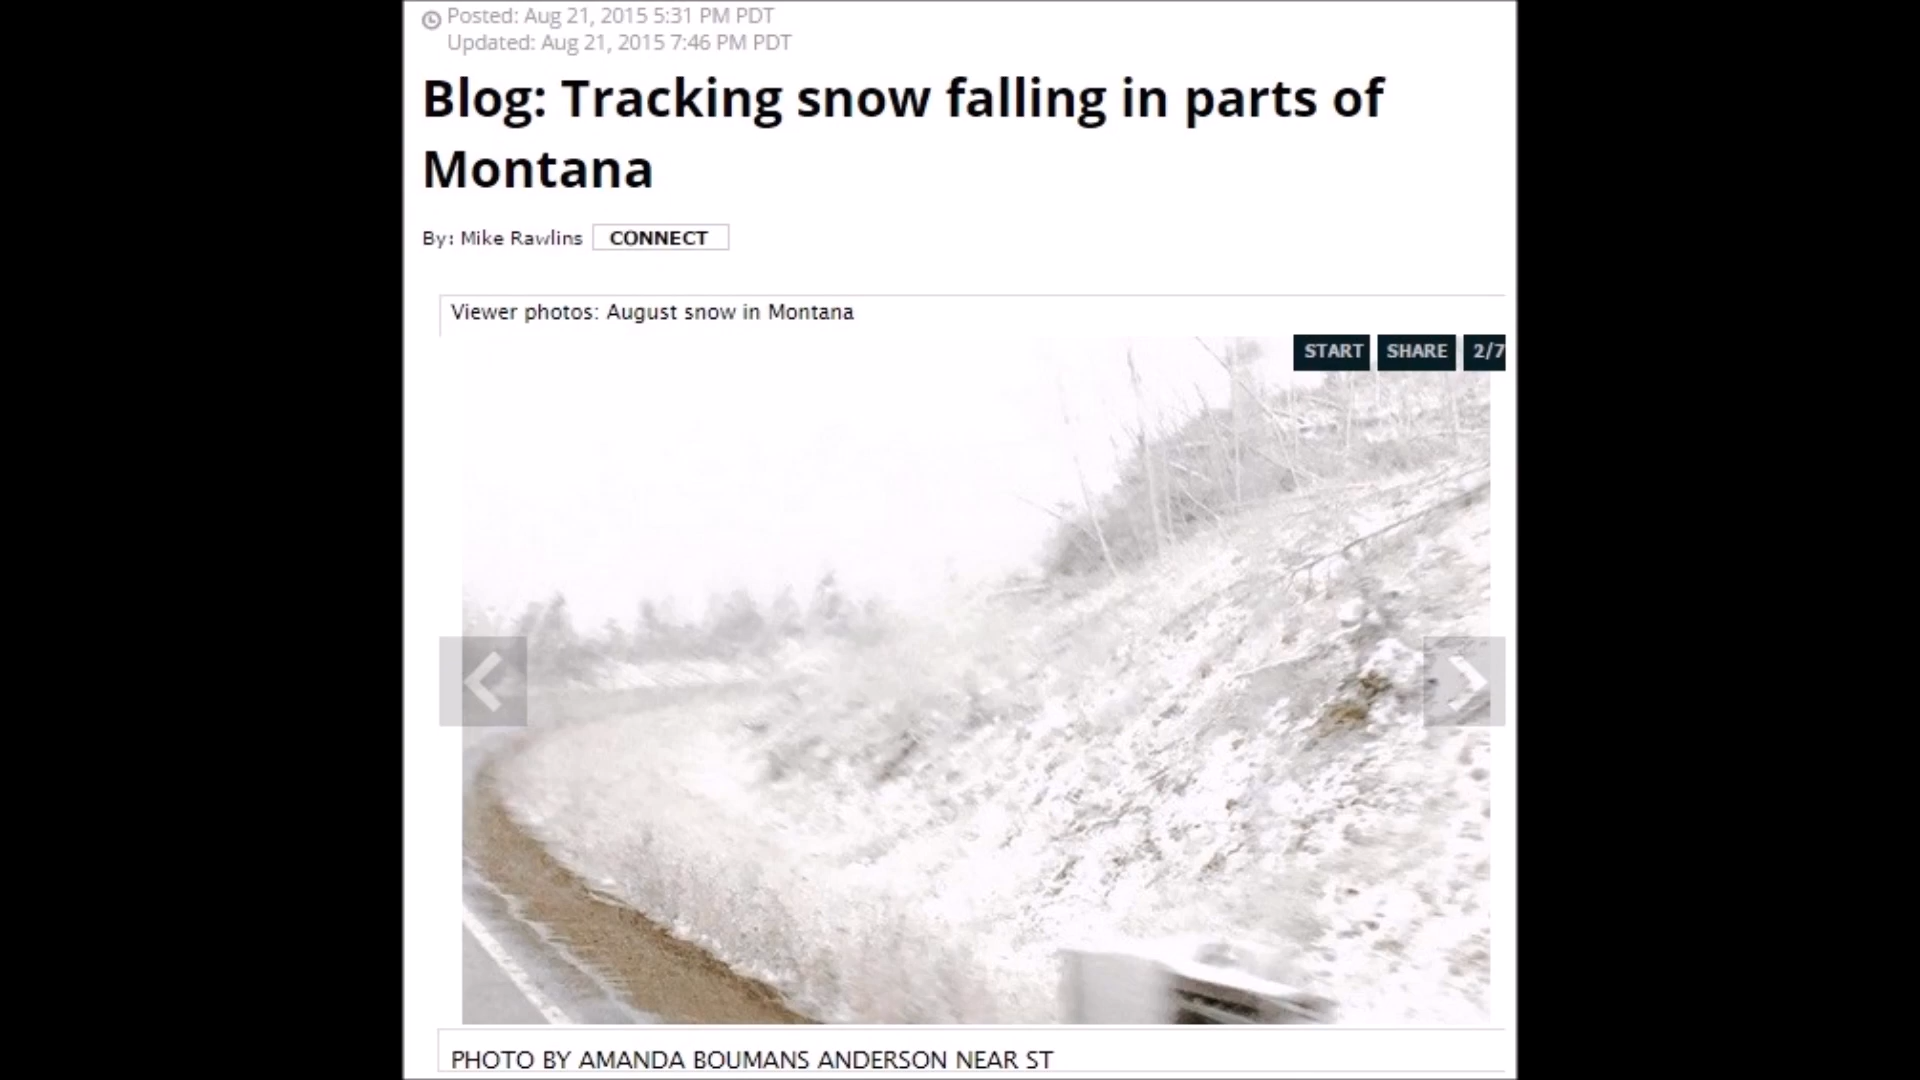 Posted: Aug 21, 2015 5:31 PM PDT
Updated: Aug 21, 2015 7:46 PM PDT
Blog: Tracking snow falling in parts of
Montana
By: Mike Rawlins CONNECT
Viewer photos: August snow in Montana
START SHARE 2/7
PHOTO BY AMANDA BOUMANS ANDERSON NEAR ST